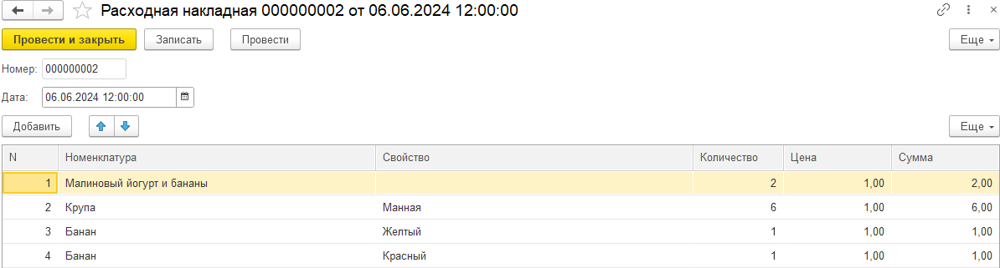 Расходная накладная 000000002 от 06.06.2024 12:00:00
Провести и закрыть Записать Провести Еще
Номер: 000000002
Дата: 06.06.2024 12:00:00
Добавить Еще
N Номенклатура Свойство Количество Цена Сумма
1 Малиновый йогурт и бананы 2 1,00 2,00
2 Крупа Манная 6 1,00 6,00
3 Банан Желтый 1 1,00 1,00
4 Банан Красный 1 1,00 1,00